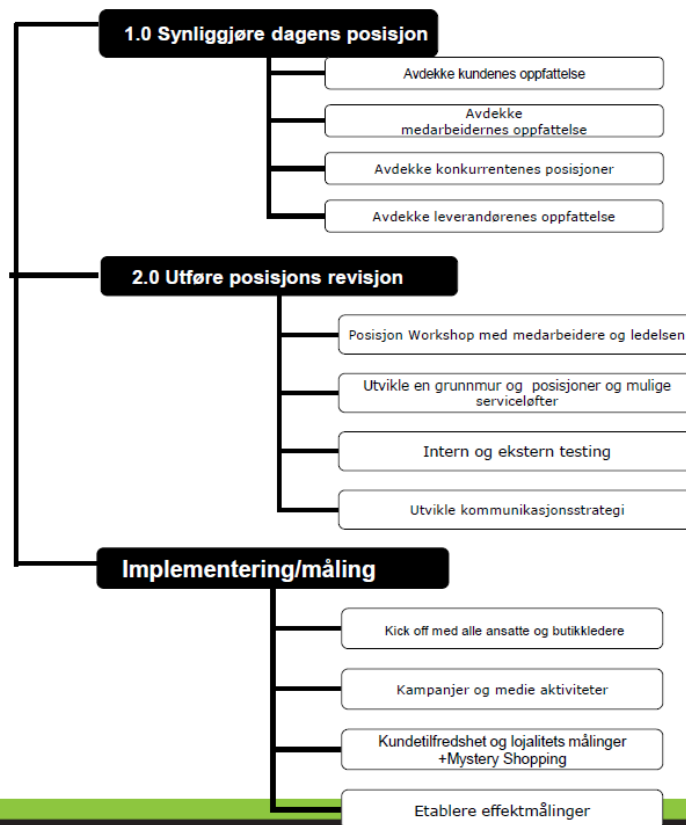 1.0 Synliggjøre dagens posisjon
Avdekke kundenes oppfattelse
Avdekke
medarbeidernes oppfattelse
Avdekke konkurrentenes posisjoner
Avdekke leverandørenes oppfattelse
2.0 Utføre posisjons revisjon
Posisjon Workshop med medarbeidere og ledelsen
Utvikle en grunnmur og posisjoner og mulige
serviceløfter
Intern og ekstern testing
Utvikle kommunikasjonsstrategi
Implementering/måling
Kick off med alle ansatte og butikkledere
Kampanjer og medie aktiviteter
Kundetilfredshet og lojalitets målinger
+Mystery Shopping
Etablere effektmålinger